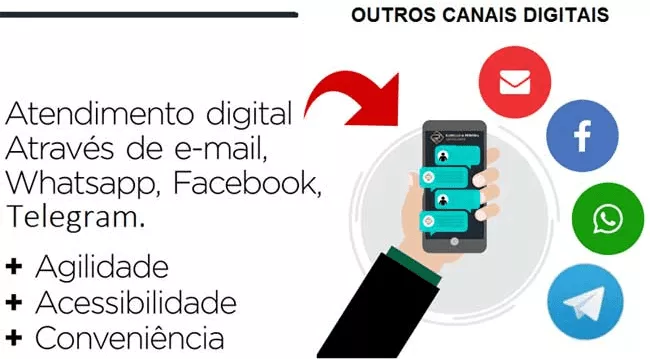 OUTROS CANAIS DIGITAIS
Atendimento digital
Através de e-mail,
Whatsapp, Facebook,
Telegram.
+ Agilidade
+ Acessibilidade
+ Conveniência